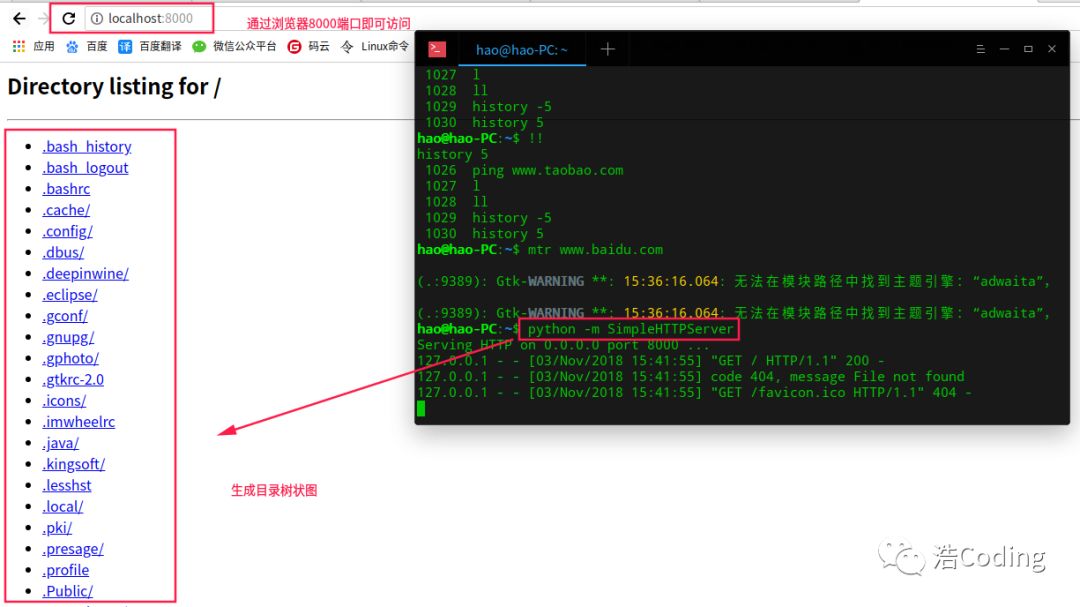 localhost:8000
通过浏览器8000端口即可访问
应用 百度 百度翻译 微信公众平台 码云 Linux命令
Directory listing for /
.bash_history
.bash_logout
.bashrc
.cache/
.config/
.dbus/
.deepinwine/
.eclipse/
.gconf/
.gnupg/
.gphoto/
.gtkrc-2.0
.icons/
.imwheelrc
.java/
.kingsoft/
.lesshst
.local/
.pki/
.presage/
.profile
.Public/
hao@hao-PC: ~
1027 l
1028 ll
1029 history -5
1030 history 5
hao@hao-PC:~$ !!
history 5
1026 ping www.taobao.com
1027 l
1028 ll
1029 history -5
1030 history 5
hao@hao-PC:~$ mtr www.baidu.com
(.:9389): Gtk-WARNING **: 15:36:16.064: 无法在模块路径中找到主题引擎：“adwaita”，
(.:9389): Gtk-WARNING **: 15:36:16.064: 无法在模块路径中找到主题引擎：“adwaita”，
hao@hao-PC:~$ python -m SimpleHTTPServer
Serving HTTP on 0.0.0.0 port 8000 ...
127.0.0.1 - - [03/Nov/2018 15:41:55] "GET / HTTP/1.1" 200 -
127.0.0.1 - - [03/Nov/2018 15:41:55] code 404, message File not found
127.0.0.1 - - [03/Nov/2018 15:41:55] "GET /favicon.ico HTTP/1.1" 404 -
生成目录树状图
浩Coding